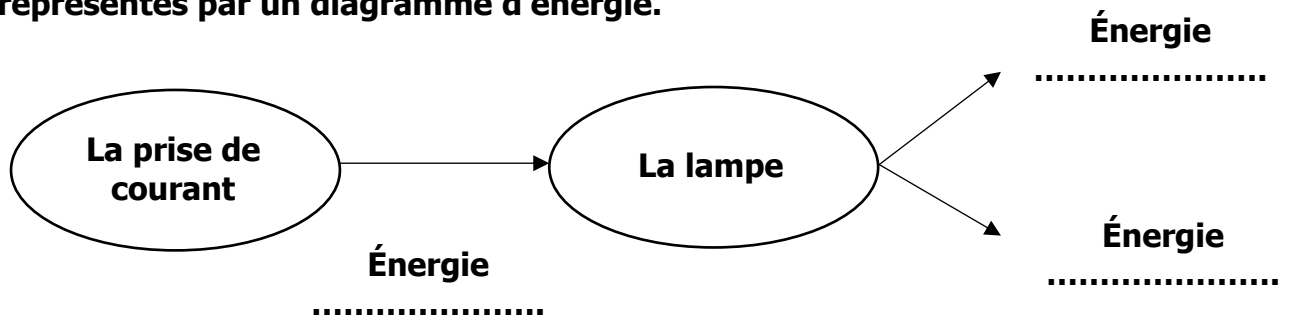 représentés par un diagramme d'énergie.
Énergie
......................
La prise de
courant
La lampe
Énergie
......................
Énergie
......................